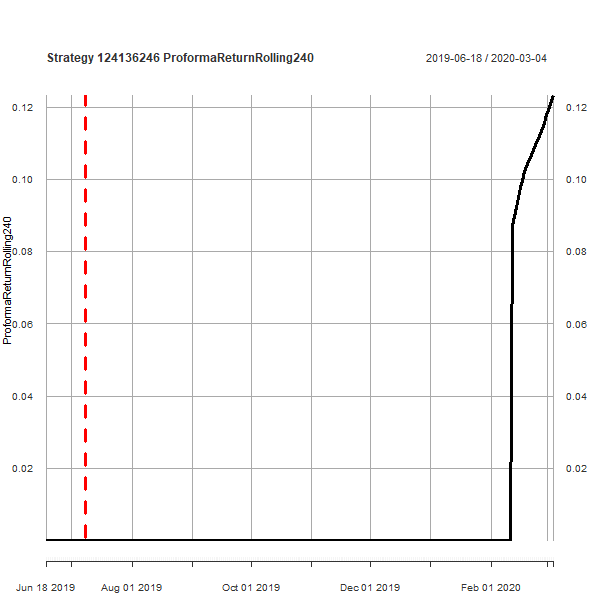 Strategy 124136246 ProformaReturnRolling240
2019-06-18 / 2020-03-04
ProformaReturnRolling240
0.12
0.10
0.08
0.06
0.04
0.02
0.12
0.10
0.08
0.06
0.04
0.02
Jun 18 2019
Aug 01 2019
Oct 01 2019
Dec 01 2019
Feb 01 2020